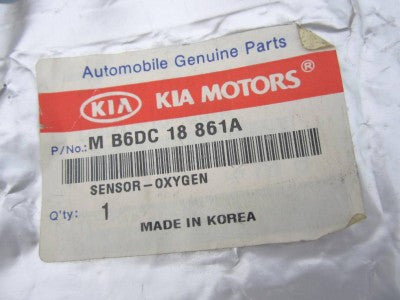 Automobile Genuine Parts
KIA KIA MOTORS®
P/No.: M B6DC 18 861A
SENSOR-OXYGEN
Q'ty: 1
MADE IN KOREA